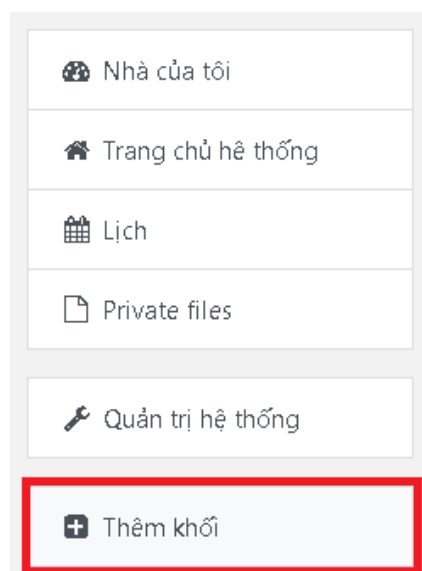 Nhà của tôi
Trang chủ hê thống
Lịch
Private files
Quản trị hệ thống
Thêm khối